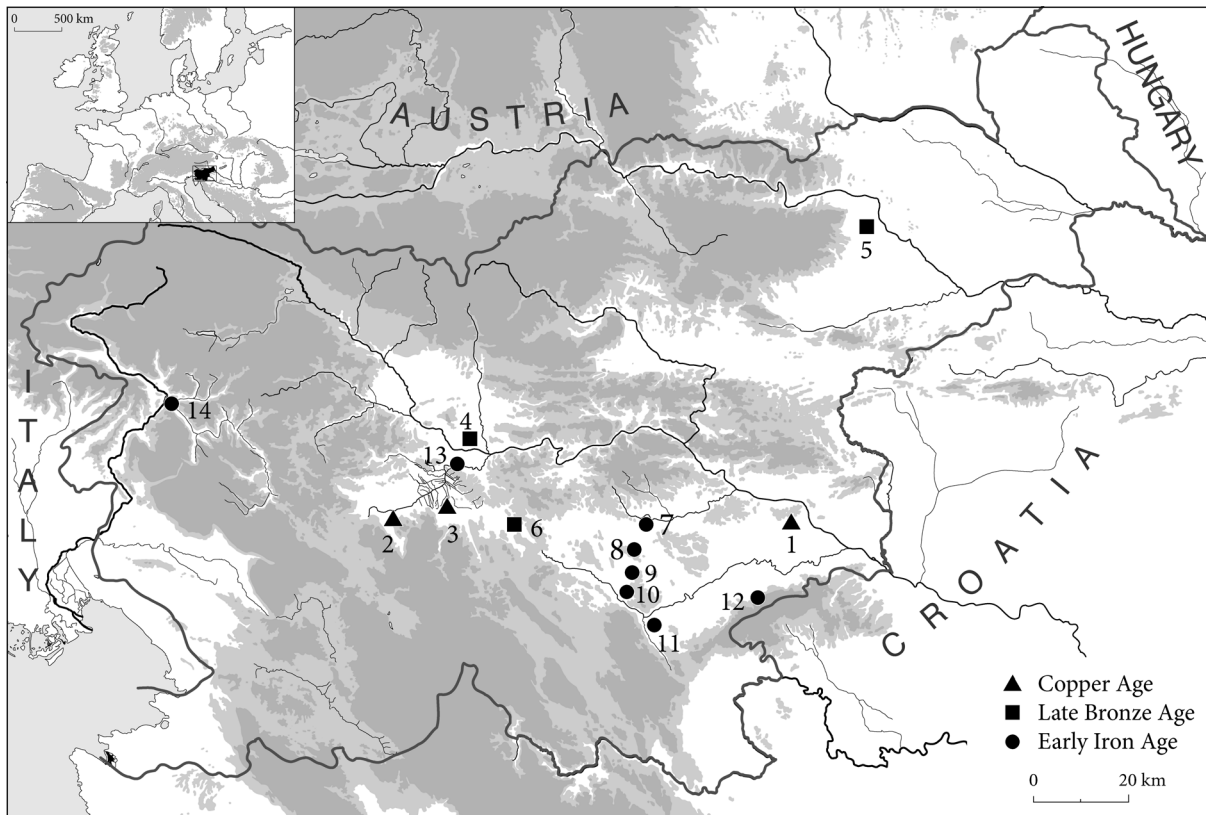 0 500 km
AUSTRIA
HUNGARY
ITALY
CROATIA
5
14
4
13
2
3
6
7
1
8
9
10
12
11
Copper Age
Late Bronze Age
Early Iron Age
0 20 km